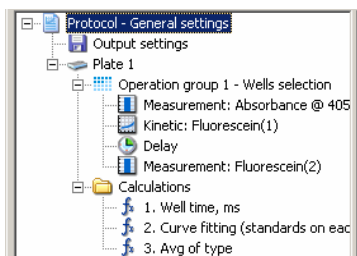 Protocol - General settings
Output settings
Plate 1
Operation group 1 - Wells selection
Measurement: Absorbance @ 405
Kinetic: Fluorescein(1)
Delay
Measurement: Fluorescein(2)
Calculations
1. Well time, ms
2. Curve fitting (standards on eac
3. Avg of type